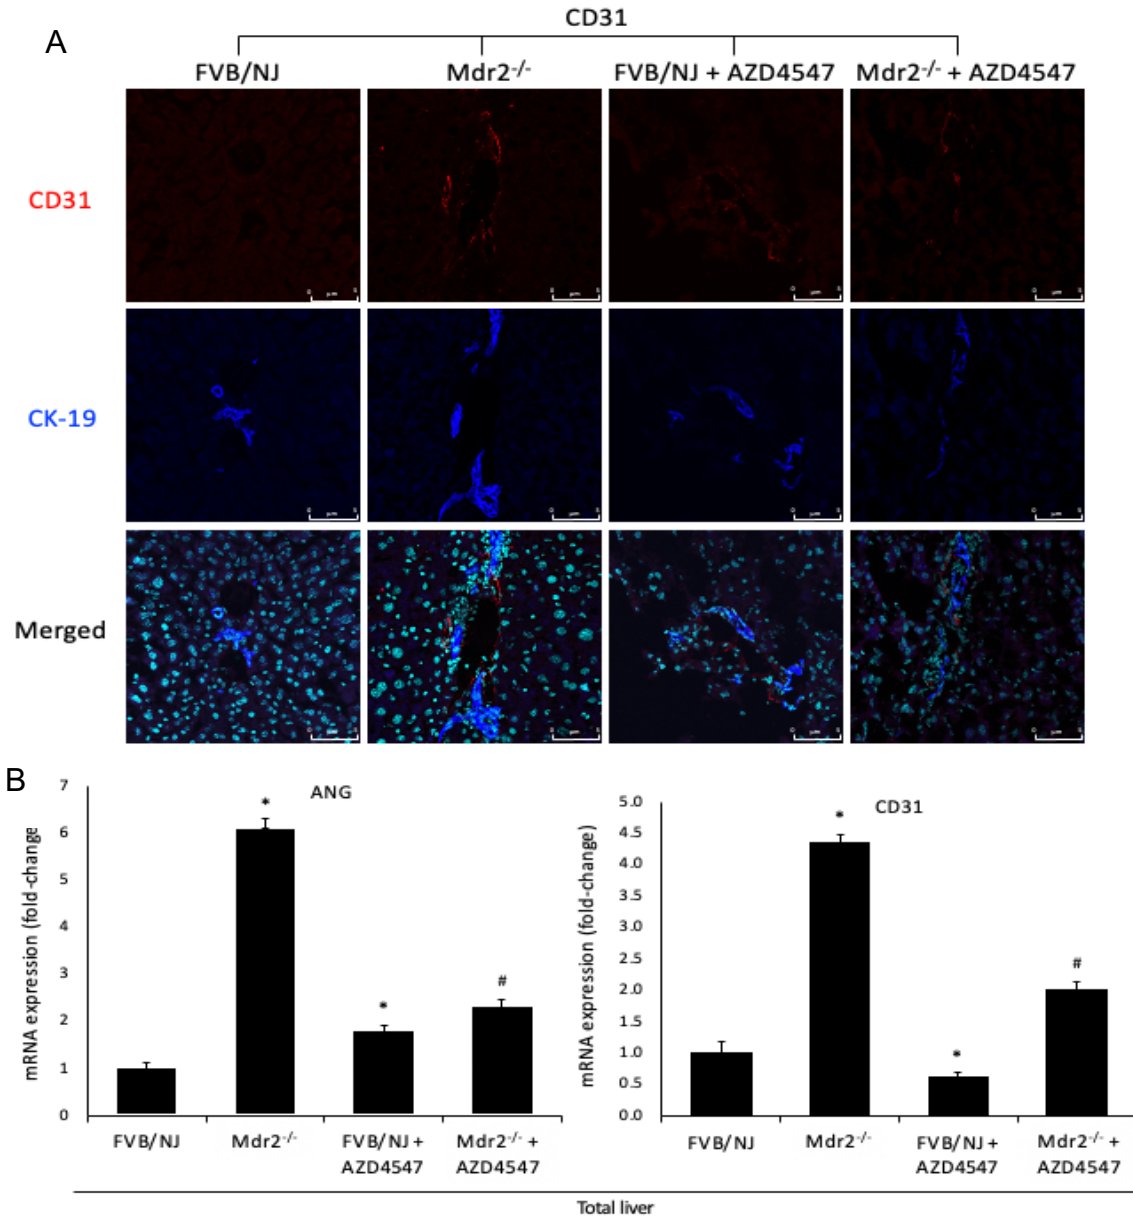 CD31
A
FVB/NJ
Mdr2-/-
FVB/NJ + AZD4547
Mdr2-/- + AZD4547
CD31
CK-19
Merged
B
ANG
mRNA expression (fold-change
7
6
5
4
3
2
1
0
*
*
#
FVB/NJ
Mdr2-/-
FVB/NJ +
AZD4547
Mdr2-/- +
AZD4547
CD31
mRNA expression (fold-change)
5.0
4.5
4.0
3.5
3.0
2.5
2.0
1.5
1.0
0.5
0.0
*
*
#
FVB/NJ
Mdr2-/-
FVB/NJ +
AZD4547
Mdr2-/- +
AZD4547
Total liver